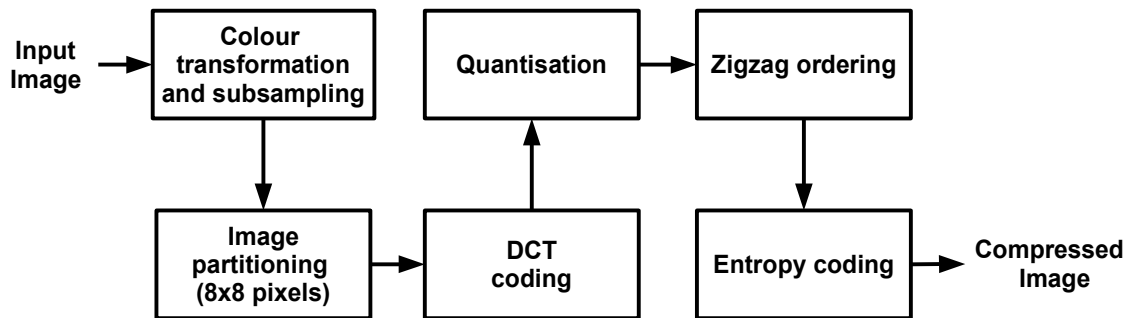 Input
Image
Colour
transformation
and subsampling
Image
partitioning
(8x8 pixels)
DCT
coding
Quantisation
Zigzag ordering
Entropy coding
Compressed
Image